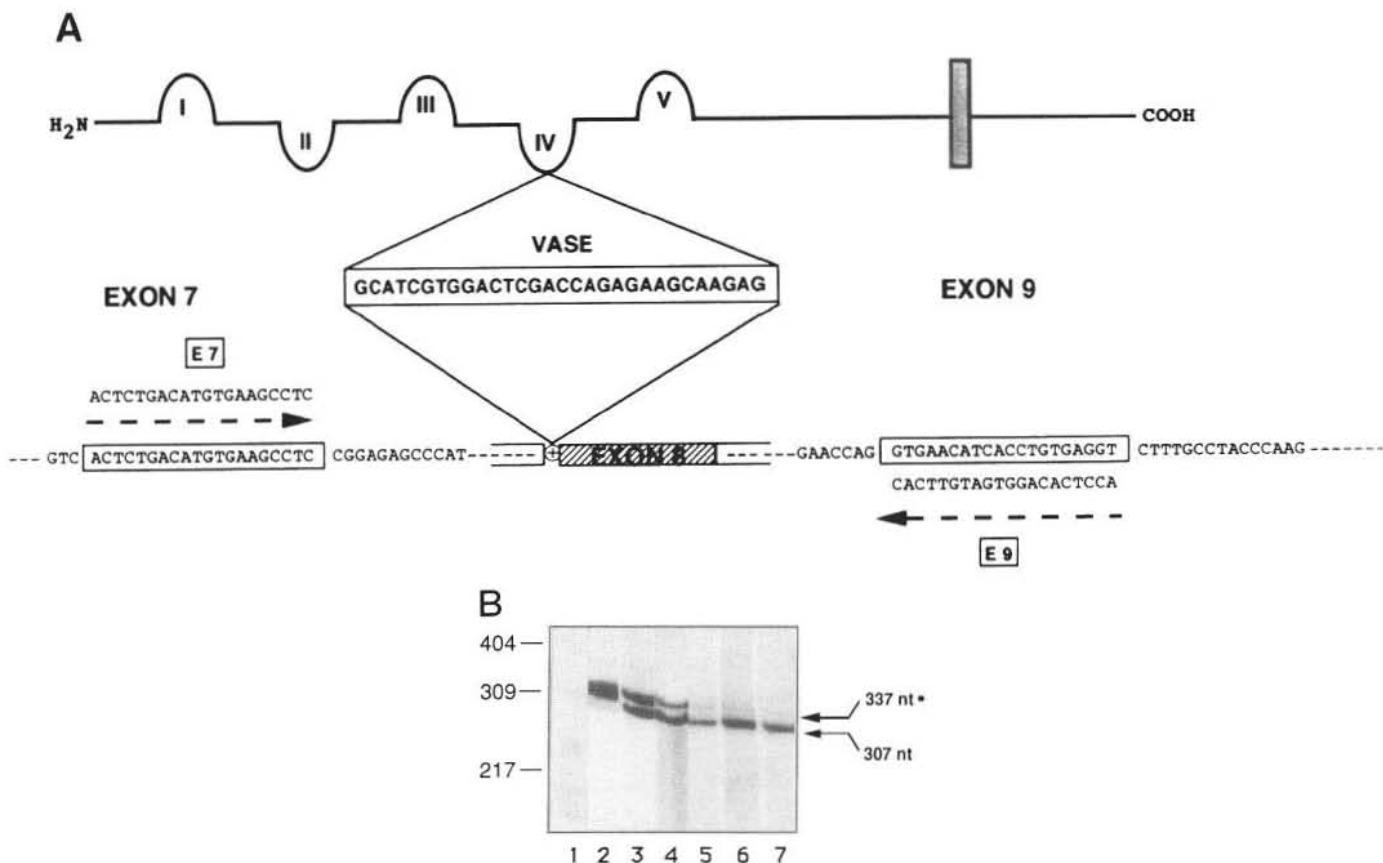 A
H2N
I
II
III
IV
V
COOH
VASE
GCATCGTGGACTCGACCAGAGAAGCAAGAG
EXON 7
EXON 9
E 7
ACTCTGACATGTGAAGCCTC
--- GTC ACTCTGACATGTGAAGCCTC CGGAGAGCCCAT------ + EXON 8 ------GAACCAG GTGAACATCACCTGTGAGGT CTTTGCCTACCCAAG------
CACTTGTAGTGGACACTCCA
E 9
B
404
309
217
337 nt *
307 nt
1 2 3 4 5 6 7